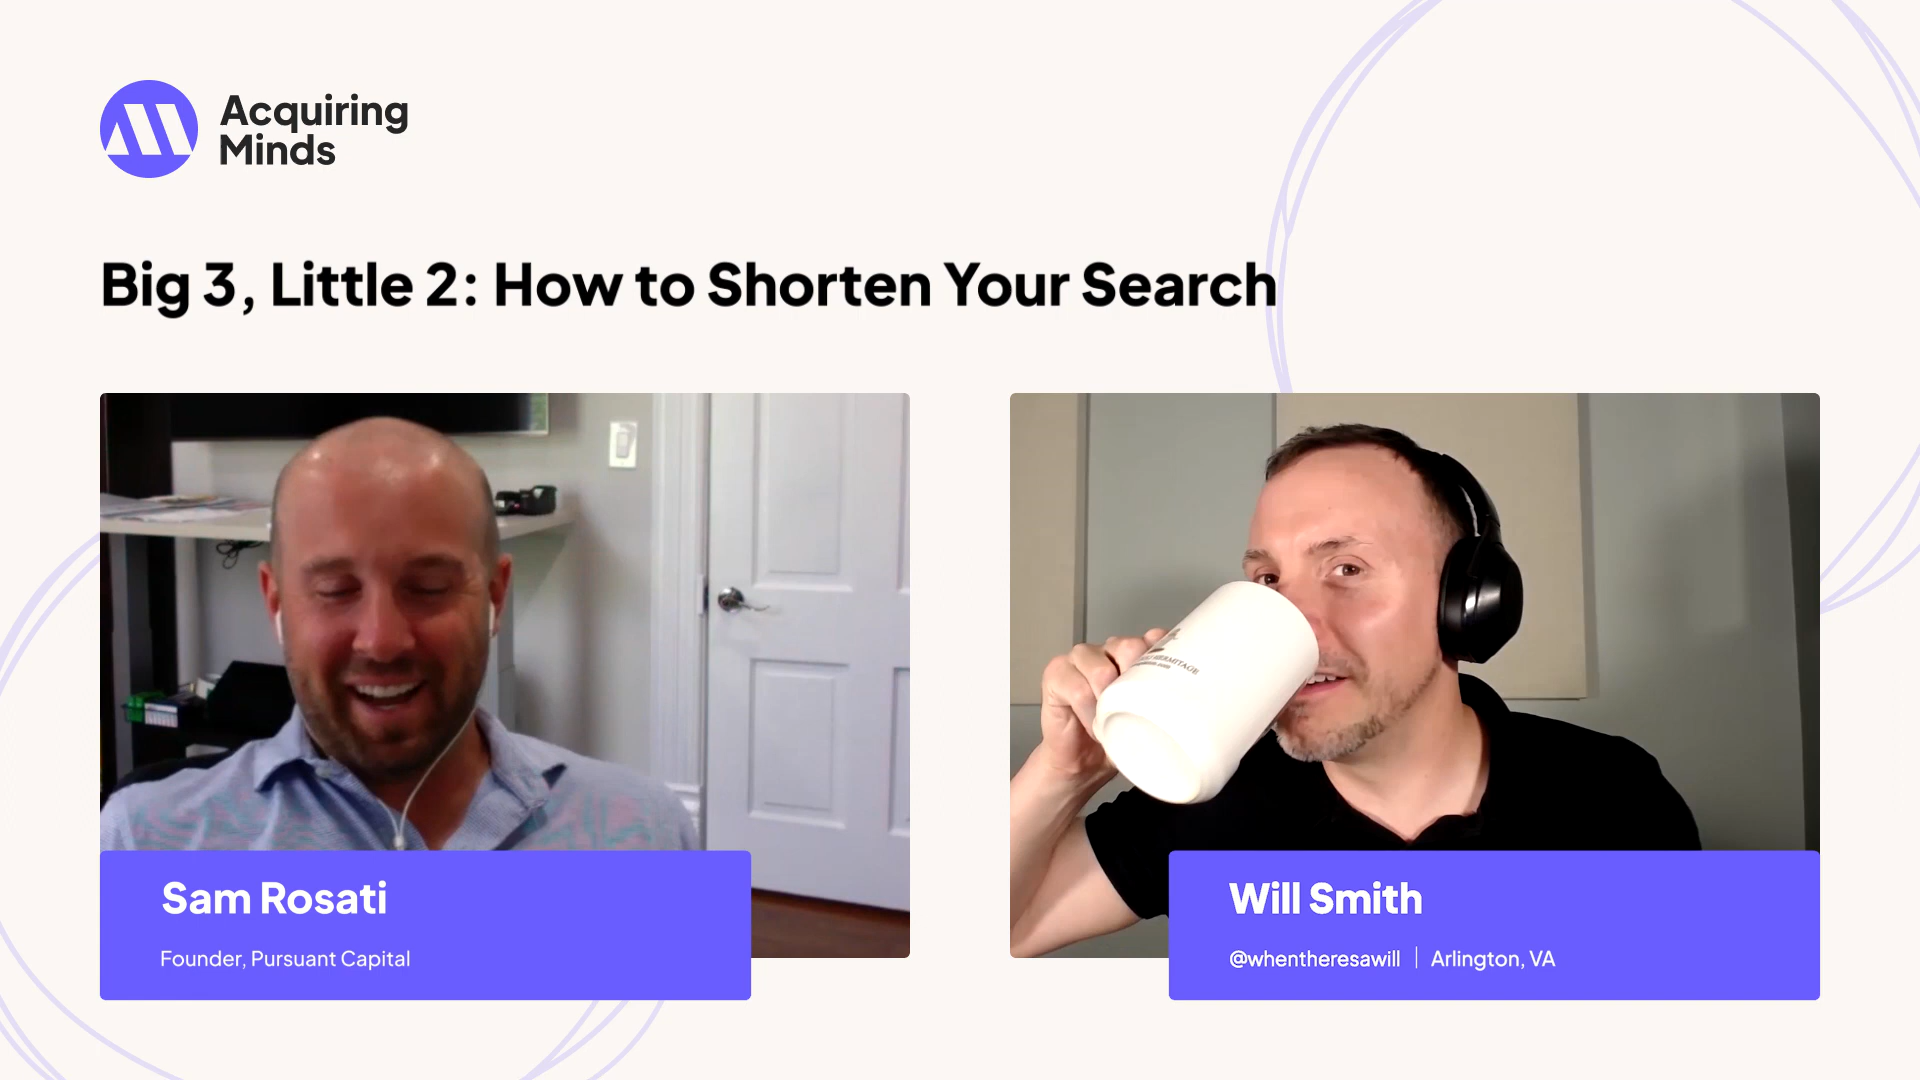 Acquiring
Minds
Big 3, Little 2: How to Shorten Your Search
HERMITAGE
Sam Rosati
Founder, Pursuant Capital
Will Smith
@whentheresawill | Arlington, VA